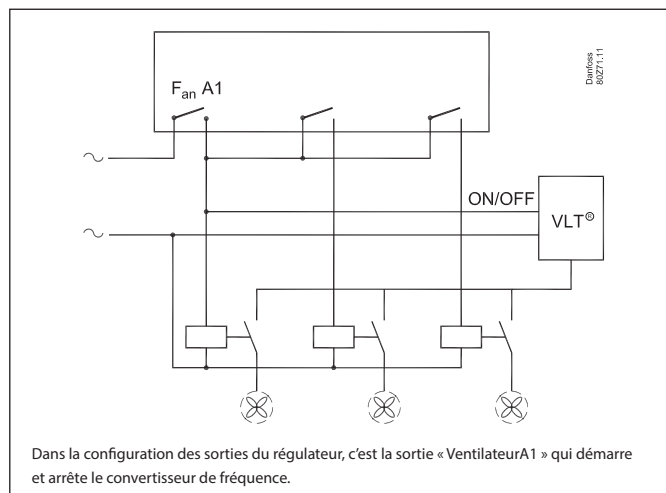 Danfoss
80Z71.11
Fan A1
ON/OFF
VLT®
Dans la configuration des sorties du régulateur, c'est la sortie « VentilateurA1 » qui démarre
et arrête le convertisseur de fréquence.